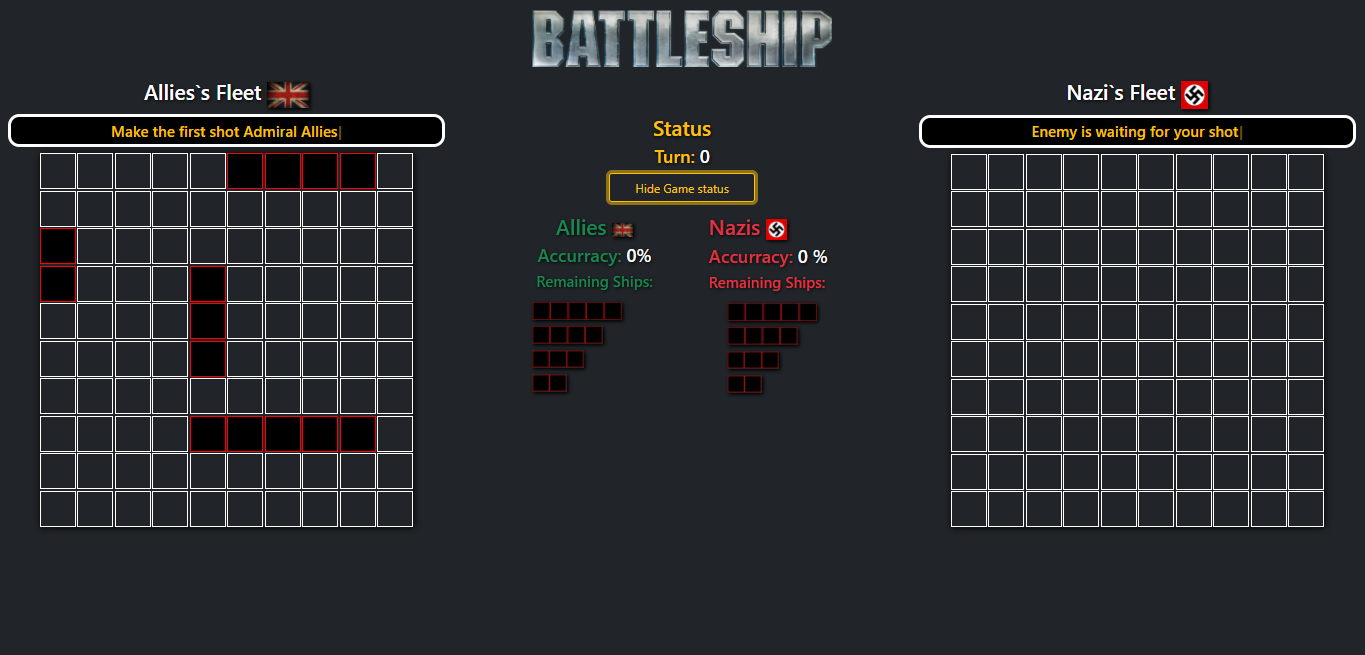 BATTLESHIP
Allies`s Fleet
Make the first shot Admiral Allies|
Status
Turn: 0
Hide Game status
Allies
Accurracy: 0%
Remaining Ships:
Nazis
Accurracy: 0 %
Remaining Ships:
Nazi`s Fleet
Enemy is waiting for your shot|